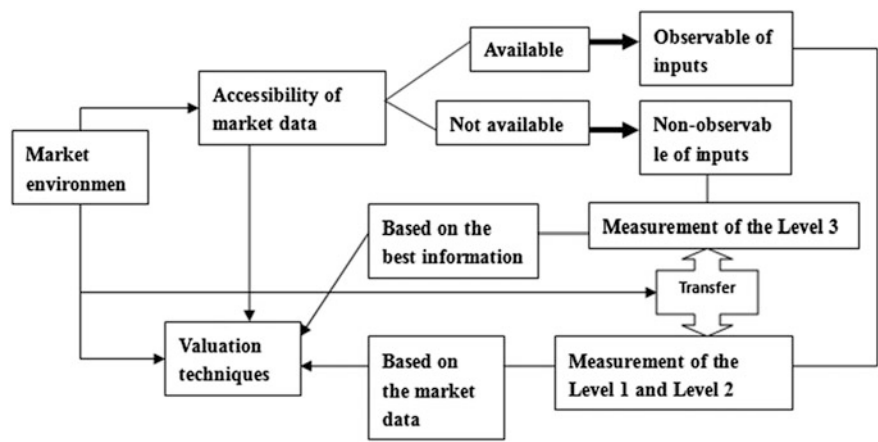 Available
Observable of
inputs
Accessibility of
market data
Not available
Non-observab
le of inputs
Market
environmen
Based on the
best information
Measurement of the Level 3
Transfer
Valuation
techniques
Based on
the market
data
Measurement of the
Level 1 and Level 2